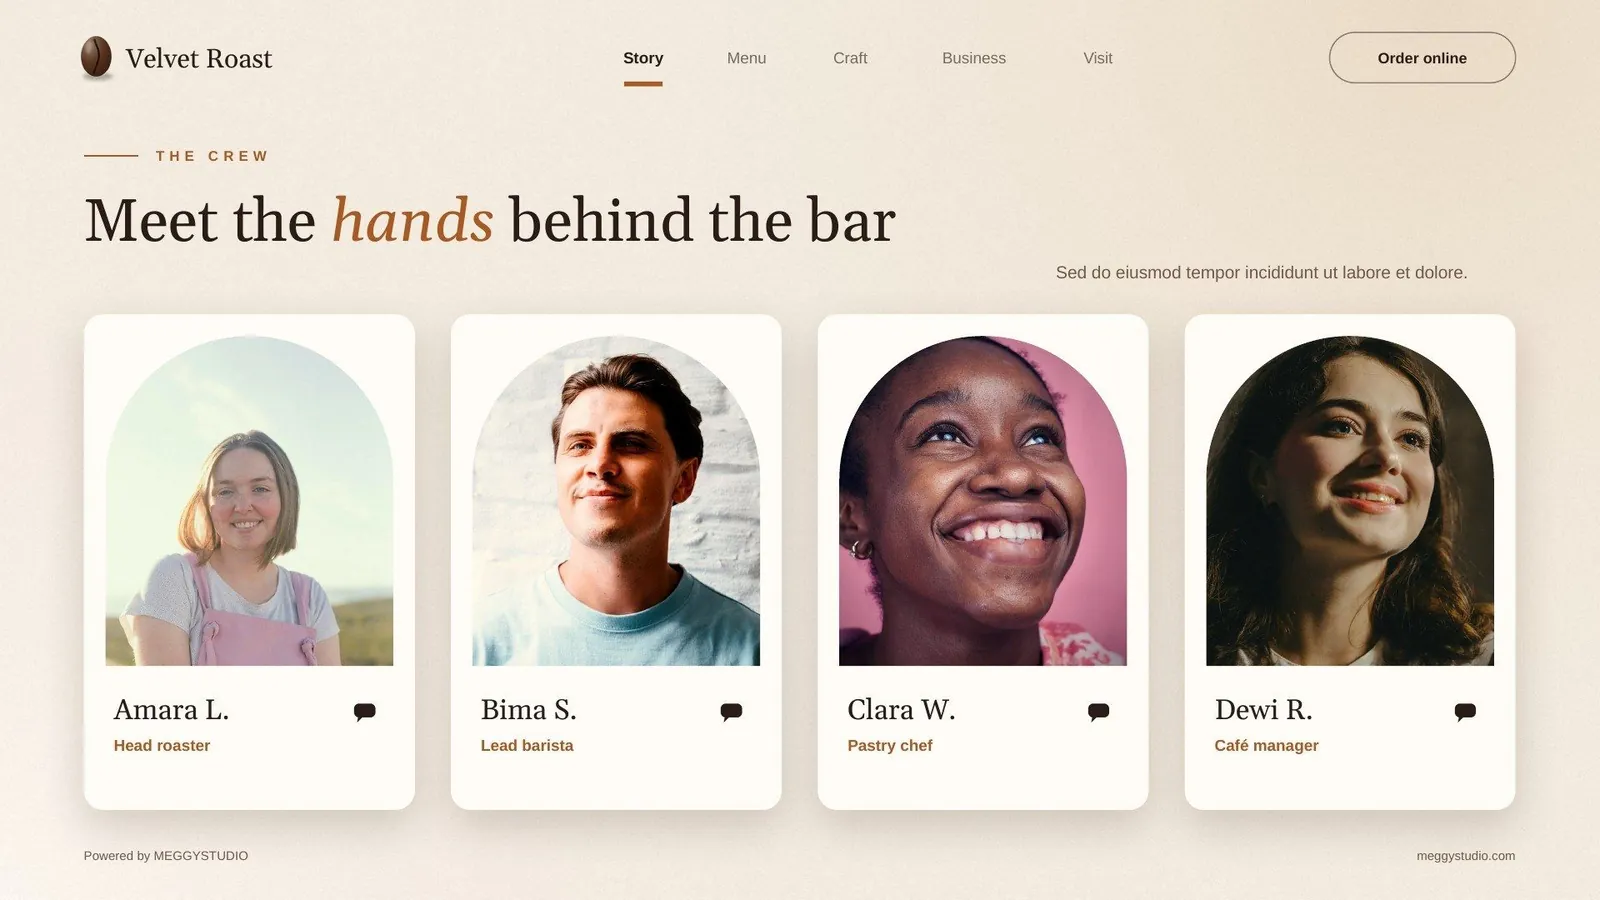 Velvet Roast
Story
Menu
Craft
Business
Visit
Order online
THE CREW
Meet the hands behind the bar
Sed do eiusmod tempor incididunt ut labore et dolore.
Amara L.
Head roaster
Bima S.
Lead barista
Clara W.
Pastry chef
Dewi R.
Café manager
Powered by MEGGYSTUDIO
meggystudio.com